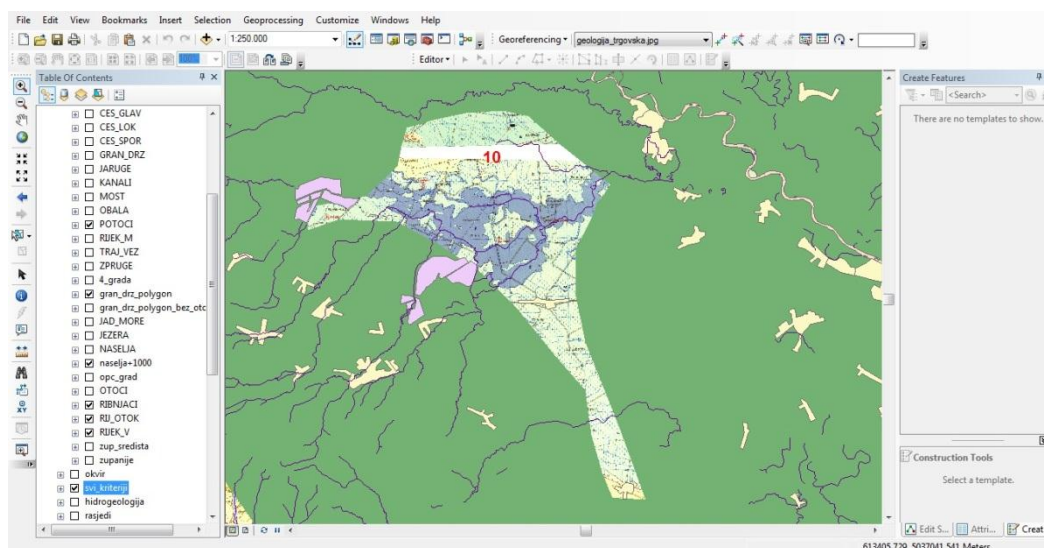 File Edit View Bookmarks Insert Selection Geoprocessing Customize Windows Help
1:250.000
Georeferencing
geologija_trgovska.jpg
100%
Editor
Table Of Contents
CES_GLAV
CES_LOK
CES_SPOR
GRAN_DRZ
JARUGE
KANALI
MOST
OBALA
POTOCI
RIJEK_M
TRAJ_VEZ
ZPRUGE
4_grada
gran_drz_polygon
gran_drz_polygon_bez_otc
JAD_MORE
JEZERA
NASELJA
naselja+1000
opc_grad
OTOCI
RIBNJACI
RIJ_OTOK
RIJEK_V
zup_sredista
zupanije
okvir
svi_kriteriji
hidrogeologija
rasjedi
XY
10
Create Features
<Search>
There are no templates to show.
Construction Tools
Select a template.
Edit S...
Attri...
Creat
613405,729 5037041,541 Meters